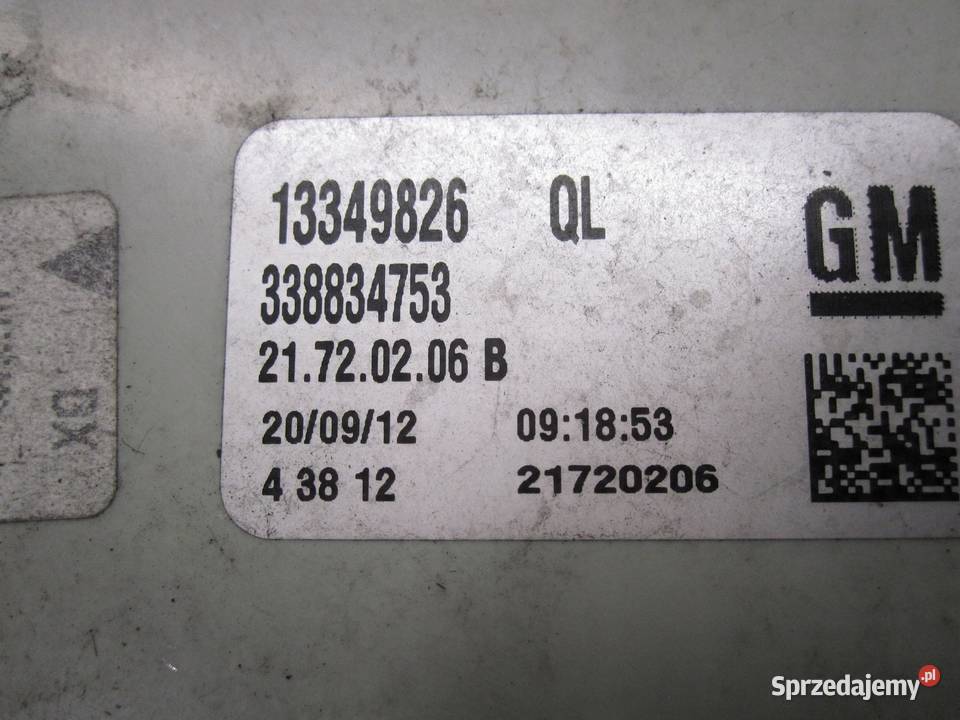 13349826 QL
GM
338834753
21.72.02.06 B
20/09/12 09:18:53
4 38 12 21720206
DX
Sprzedajemy.pl